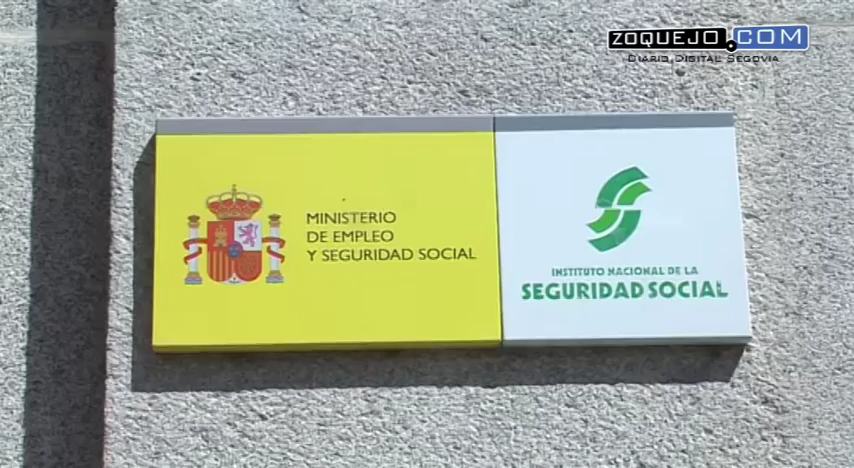 ZOQUEJO.COM
Diario Digital Segovia
MINISTERIO
DE EMPLEO
Y SEGURIDAD SOCIAL
INSTITUTO NACIONAL DE LA
SEGURIDAD SOCIAL